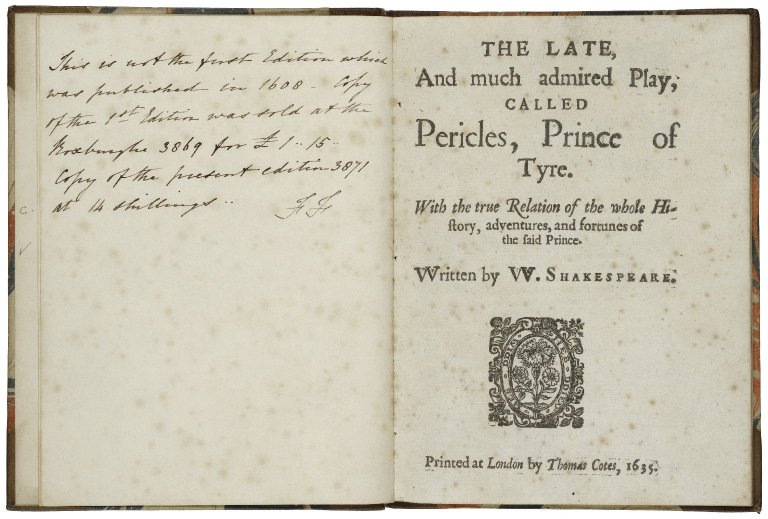 This is not the first Edition which
was published in 1608 - Copy
of the 1st Edition was sold at the
Roxburghe 3869 for £ 1 .. 15 ..
Copy of the present edition 3871
at 14 shillings ..
THE LATE,
And much admired Play,
CALLED
Pericles, Prince of
Tyre.
With the true Relation of the whole Hi-
ſtory, adventures, and fortunes of
the ſaid Prince.
Written by W. SHAKESPEARE.
Printed at London by Thomas Cotes, 1635.